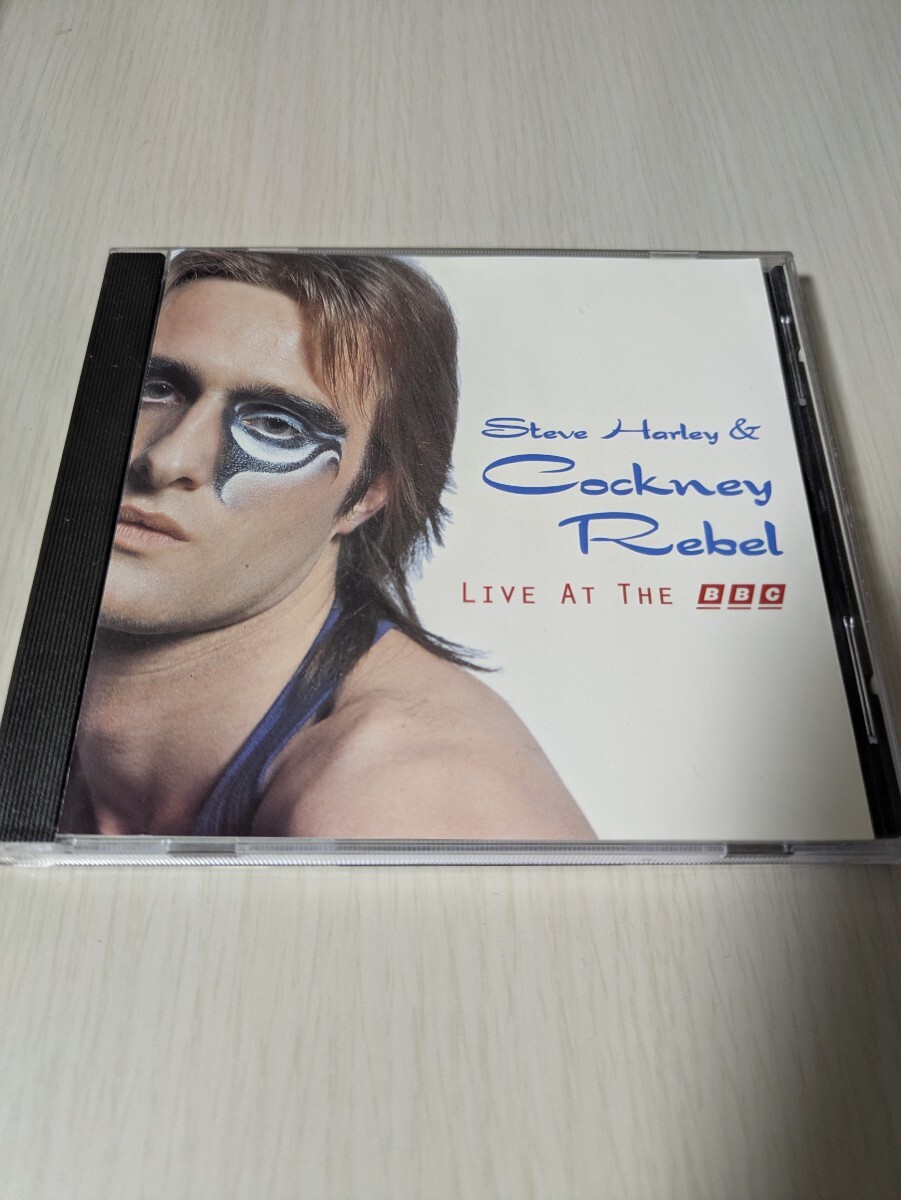 Steve Harley &
Cockney
Rebel
LIVE AT THE BBC